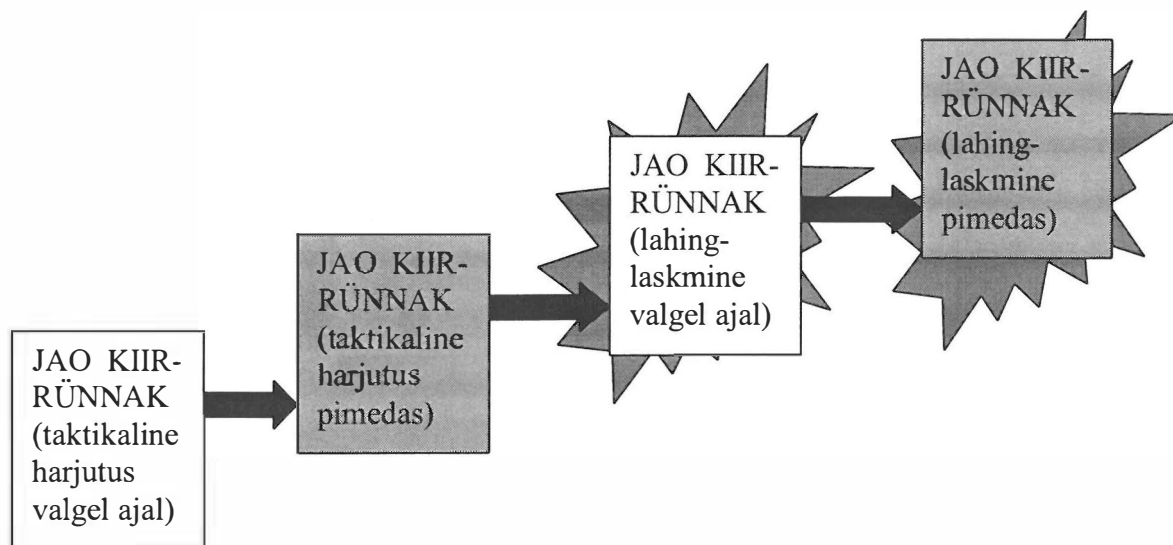 JAO KIIR-
RÜNNAK
(taktikaline
harjutus
valgel ajal)
JAO KIIR-
RÜNNAK
(taktikaline
harjutus
pimedas)
JAO KIIR-
RÜNNAK
(lahing-
laskmine
valgel ajal)
JAO KIIR-
RÜNNAK
(lahing-
laskmine
pimedas)